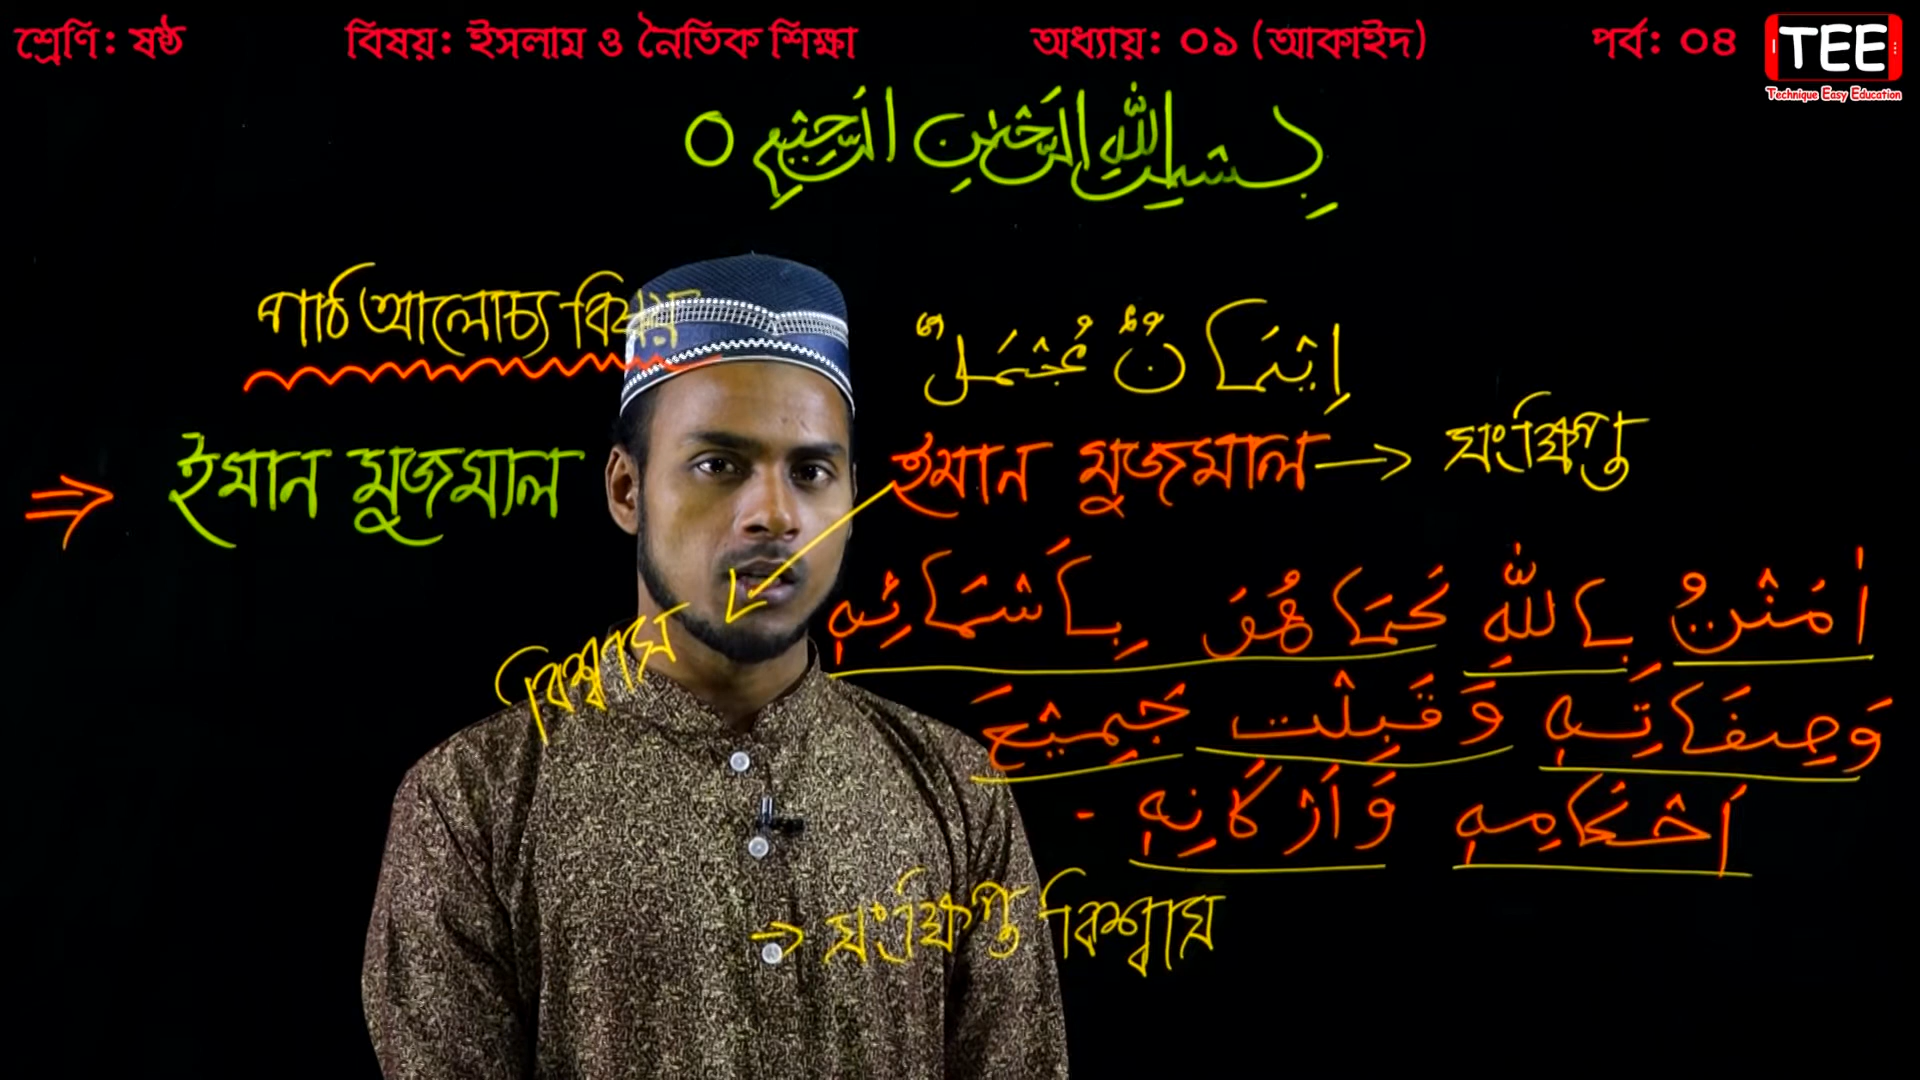 শ্রেণি: ষষ্ঠ
বিষয়: ইসলাম ও নৈতিক শিক্ষা
অধ্যায়: ০১ (আকাইদ)
পর্ব: ০৪
TEE
Technique Easy Education
بِسْمِ اللّٰهِ الرَّحْمٰنِ الرَّحِيْمِ ○
পাঠ আলোচ্য বিষয়
⇒ ইমান মুজমাল
اِيْمَانٌ مُجْمَلٌ
ইমান মুজমাল → সংক্ষিপ্ত
বিশ্বাস
اٰمَنْتُ بِاللّٰهِ كَمَا هُوَ بِاَسْمَائِهٖ
وَصِفَاتِهٖ وَقَبِلْتُ جَمِيْعَ
اَحْكَامِهٖ وَاَرْكَانِهٖ -
→ সংক্ষিপ্ত বিশ্বাস